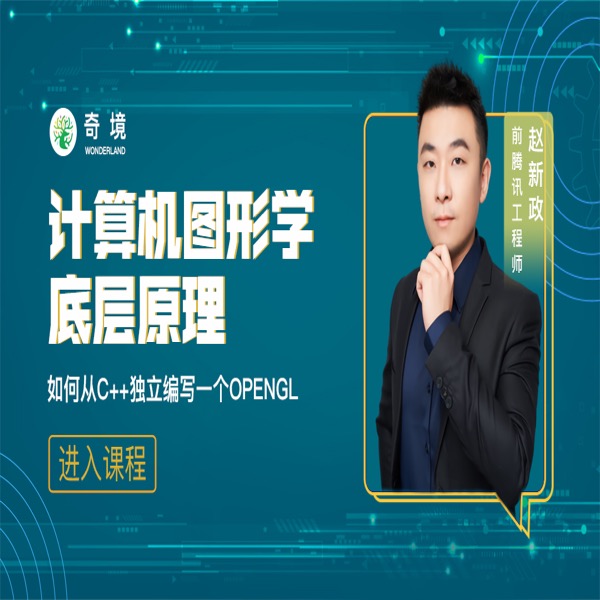 奇境
WONDERLAND
计算机图形学
底层原理
如何从C++独立编写一个OPENGL
进入课程
赵新政
前腾讯工程师